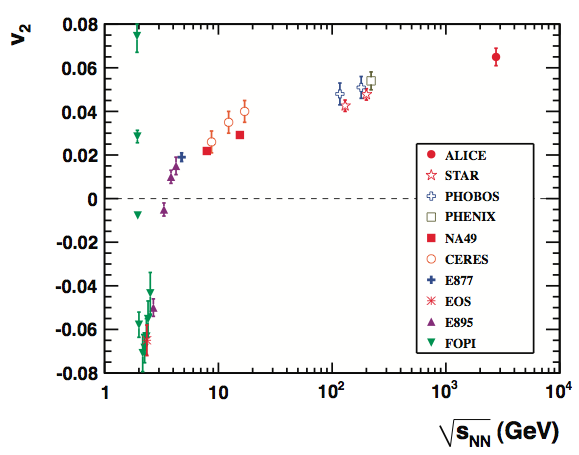 v₂
0.08
0.06
0.04
0.02
0
-0.02
-0.04
-0.06
-0.08
1 10 10² 10³ 10⁴
√sNN (GeV)
ALICE
STAR
PHOBOS
PHENIX
NA49
CERES
E877
EOS
E895
FOPI